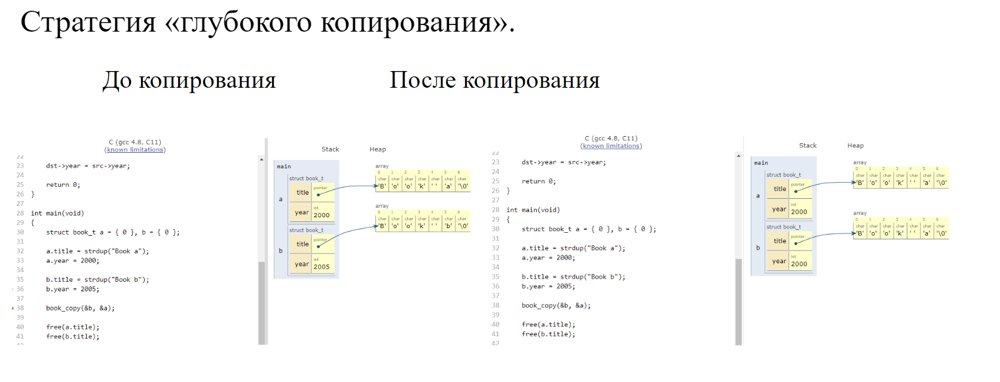 Стратегия «глубокого копирования».
До копирования
После копирования
C (gcc 4.8, C11)
(known limitations)
22
23 dst->year = src->year;
24
25 return 0;
26 }
27
28 int main(void)
29 {
30 struct book_t a = { 0 }, b = { 0 };
31
32 a.title = strdup("Book a");
33 a.year = 2000;
34
35 b.title = strdup("Book b");
36 b.year = 2005;
37
38 book_copy(&b, &a);
39
40 free(a.title);
41 free(b.title);
Stack Heap
main
a
struct book_t
title pointer
year int 2000
b
struct book_t
title pointer
year int 2005
array
0 1 2 3 4 5 6
char char char char char char char
'B' 'o' 'o' 'k' ' ' 'a' '\0'
array
0 1 2 3 4 5 6
char char char char char char char
'B' 'o' 'o' 'k' ' ' 'b' '\0'
C (gcc 4.8, C11)
(known limitations)
22
23 dst->year = src->year;
24
25 return 0;
26 }
27
28 int main(void)
29 {
30 struct book_t a = { 0 }, b = { 0 };
31
32 a.title = strdup("Book a");
33 a.year = 2000;
34
35 b.title = strdup("Book b");
36 b.year = 2005;
37
38 book_copy(&b, &a);
39
40 free(a.title);
41 free(b.title);
42
Stack Heap
main
a
struct book_t
title pointer
year int 2000
b
struct book_t
title pointer
year int 2000
array
0 1 2 3 4 5 6
char char char char char char char
'B' 'o' 'o' 'k' ' ' 'a' '\0'
array
0 1 2 3 4 5 6
char char char char char char char
'B' 'o' 'o' 'k' ' ' 'a' '\0'